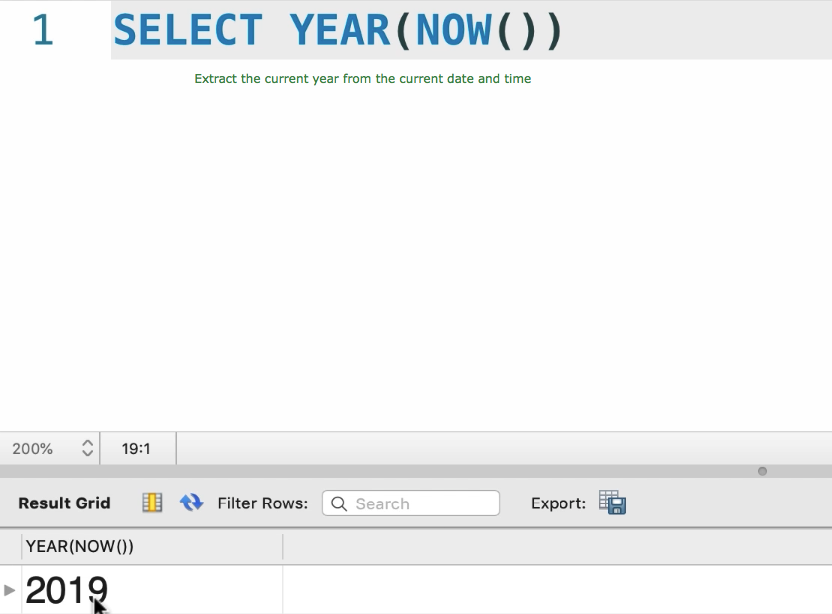 1 SELECT YEAR(NOW())
Extract the current year from the current date and time
200% 19:1
Result Grid Filter Rows: Search Export:
YEAR(NOW())
2019